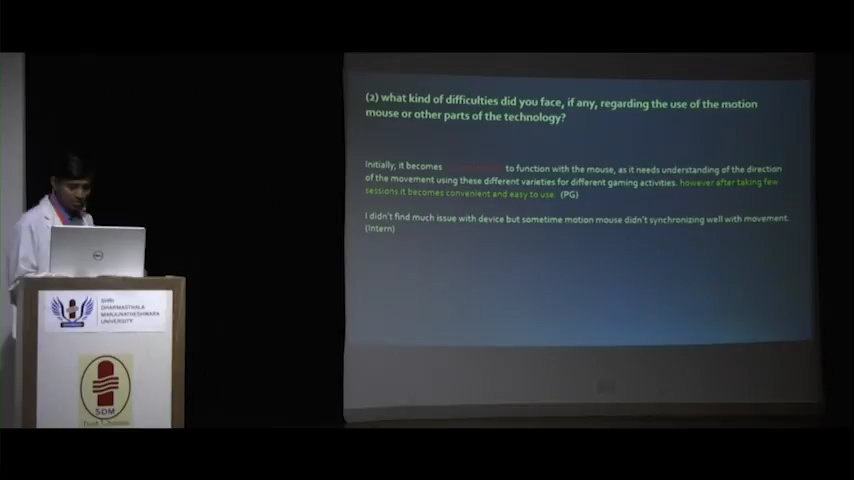 (2) what kind of difficulties did you face, if any, regarding the use of the motion
mouse or other parts of the technology?
Initially, it becomes to function with the mouse, as it needs understanding of the direction
of the movement using these different varieties for different gaming activities. however after taking few
sessions it becomes convenient and easy to use. (PG)
I didn't find much issue with device but sometime motion mouse didn't synchronizing well with movement.
(Intern)
DELL
SHRI
DHARMASTHALA
MANJUNATHESHWARA
UNIVERSITY
SDM